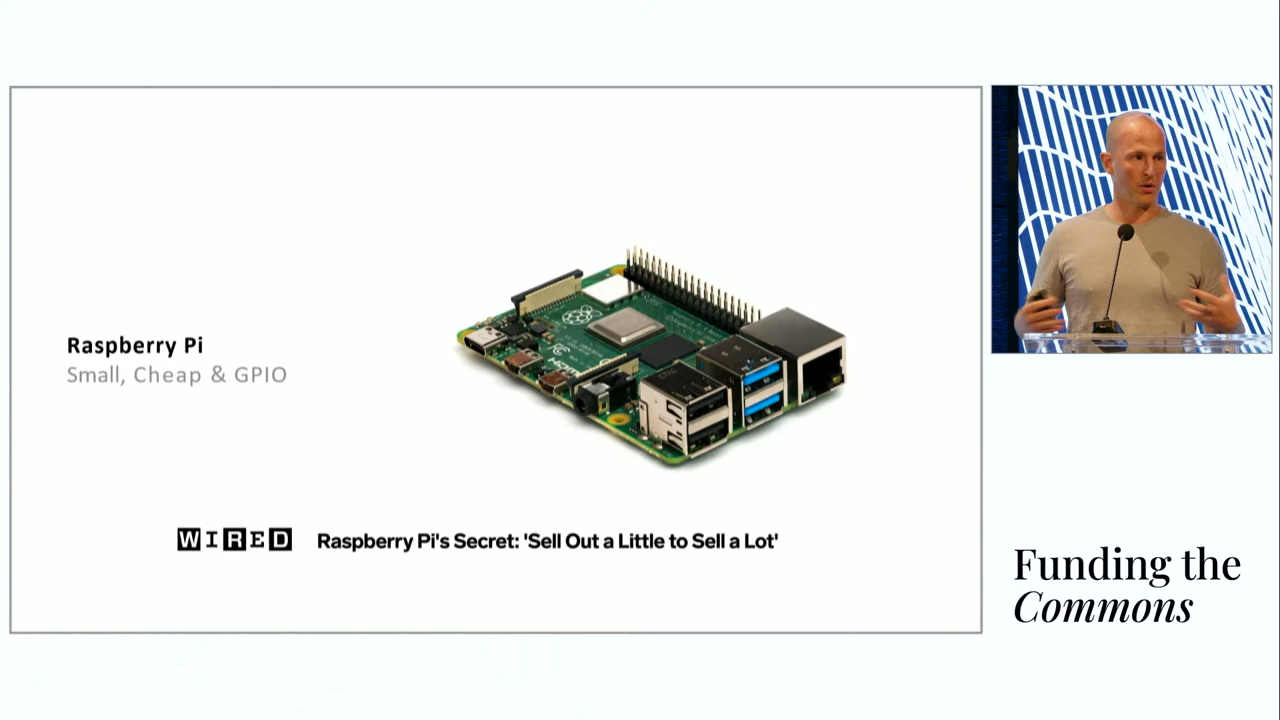 Raspberry Pi
Small, Cheap & GPIO
WIRED Raspberry Pi's Secret: 'Sell Out a Little to Sell a Lot'
Funding the
Commons